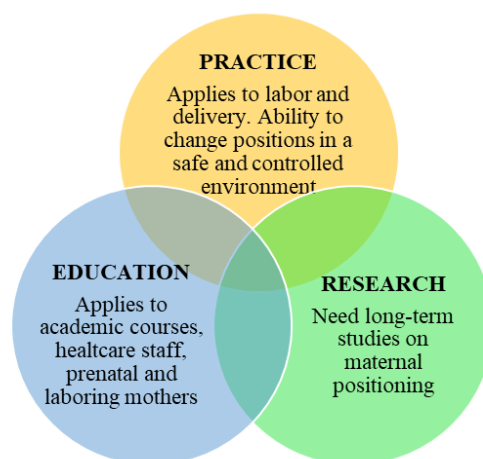 PRACTICE
Applies to labor and
delivery. Ability to
change positions in a
safe and controlled
environment
EDUCATION
Applies to
academic courses,
healtcare staff,
prenatal and
laboring mothers
RESEARCH
Need long-term
studies on
maternal
positioning